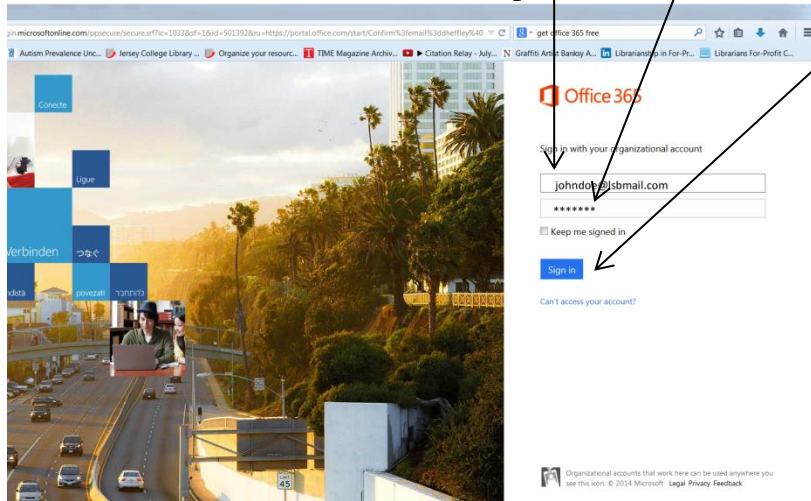 gin.microsoftonline.com/ppsecure/secure.srf?lc=1033&sf=1&id=501392&ru=https://portal.office.com/start/Confirm%3femail%3ddheffley%40
get office 365 free
Autism Prevalence Unc...
Jersey College Library ...
Organize your resourc...
TIME Magazine Archiv...
Citation Relay - July...
Graffiti Artist Banksy A...
Librarianship in For-Pr...
Librarians For-Profit C...
Conecte
Ligue
Verbinden
つなぐ
povezati
להתחבר
SPEED
LIMIT
45
Office 365
Sign in with your organizational account
johndoe@lsbmail.com
*******
Keep me signed in
Sign in
Can't access your account?
Organizational accounts that work here can be used anywhere you
see this icon. © 2014 Microsoft Legal Privacy Feedback